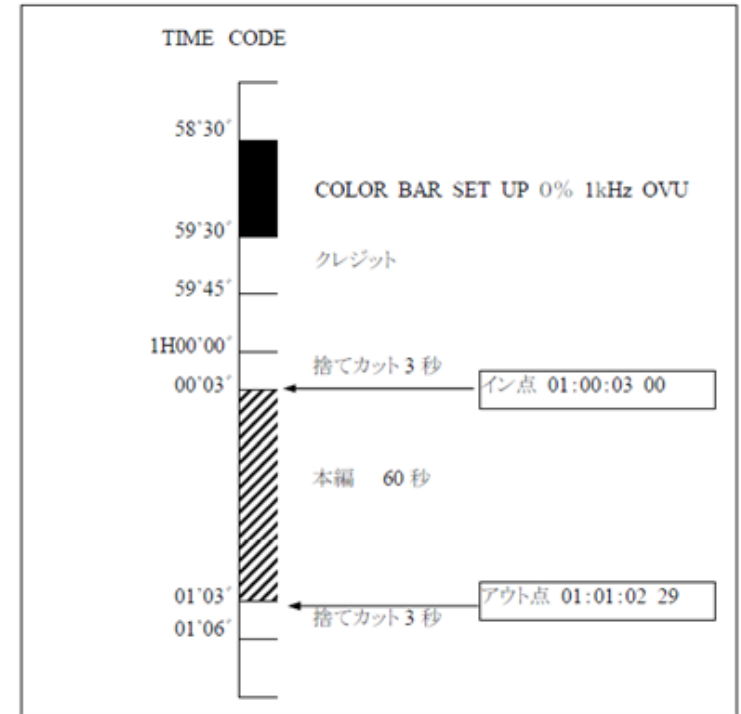 TIME CODE
58'30"
COLOR BAR SET UP 0% 1kHz OVU
59'30"
クレジット
59'45"
1H00'00"
捨てカット3秒
00'03"
イン点 01:00:03 00
本編 60秒
01'03"
アウト点 01:01:02 29
捨てカット3秒
01'06"